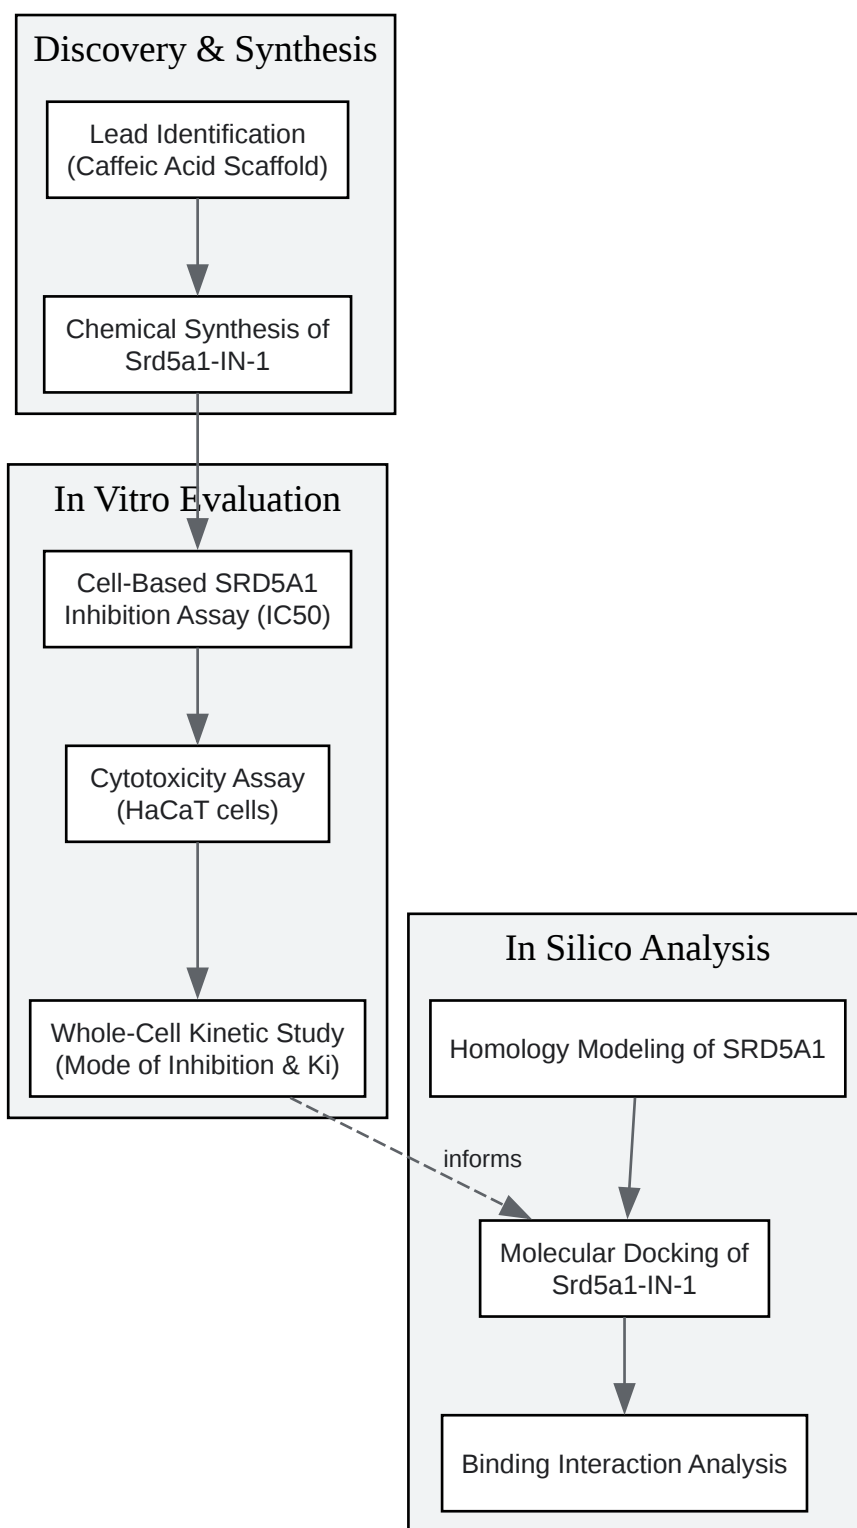 Discovery & Synthesis
Lead Identification
(Caffeic Acid Scaffold)
Chemical Synthesis of
Srd5a1-IN-1
In Vitro Evaluation
Cell-Based SRD5A1
Inhibition Assay (IC50)
Cytotoxicity Assay
(HaCaT cells)
Whole-Cell Kinetic Study
(Mode of Inhibition & Ki)
In Silico Analysis
Homology Modeling of SRD5A1
informs
Molecular Docking of
Srd5a1-IN-1
Binding Interaction Analysis